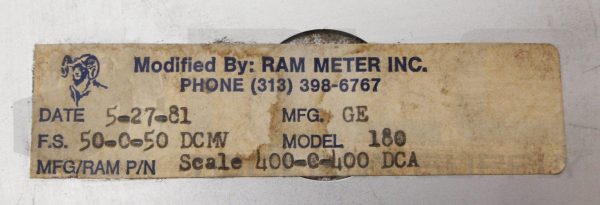 Modified By: RAM METER INC.
PHONE (313) 398-6767
DATE 5-27-81 MFG. GE
F.S. 50-0-50 DCMV MODEL 180
MFG/RAM P/N Scale 400-0-400 DCA